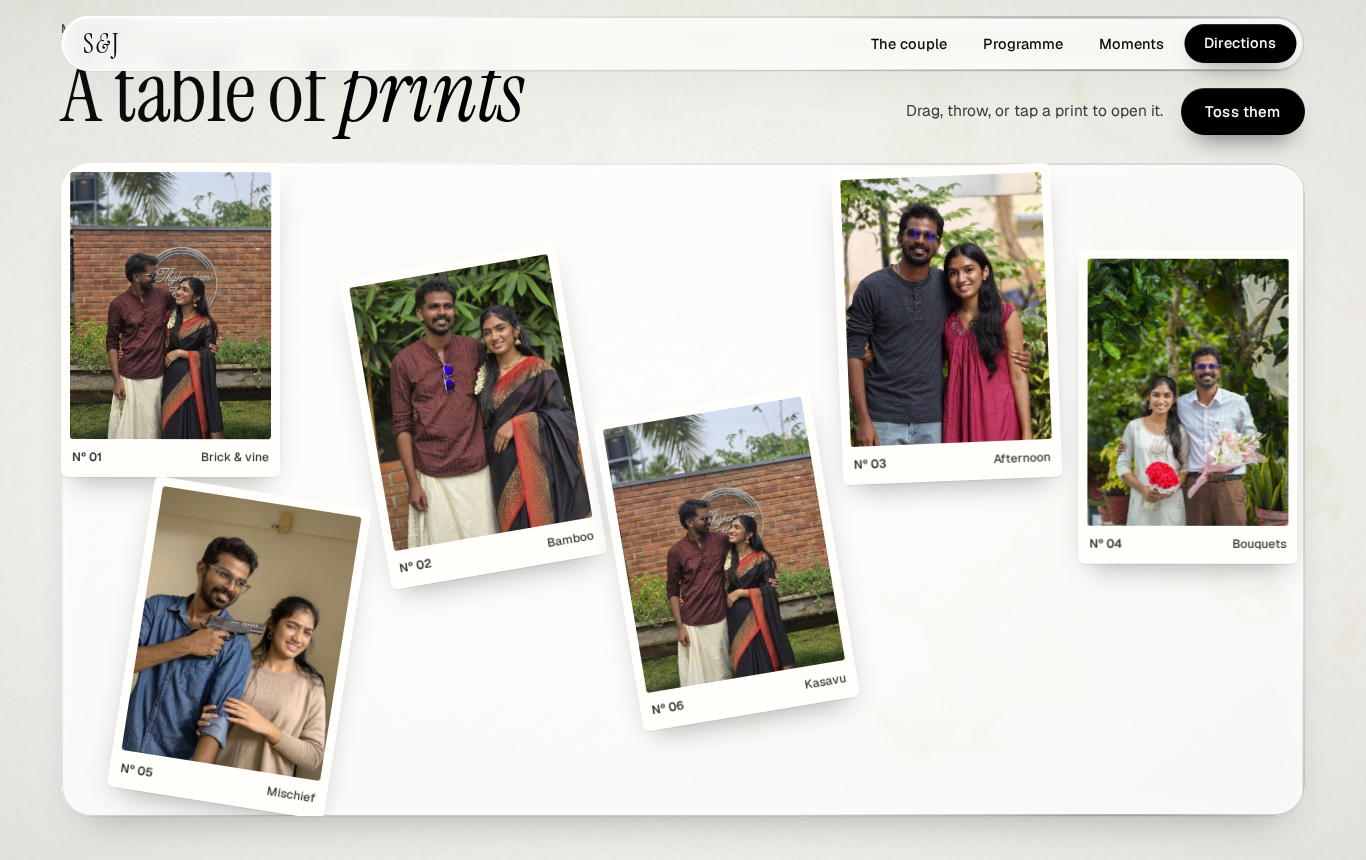 S&J
The couple
Programme
Moments
Directions
A table of prints
Drag, throw, or tap a print to open it.
Toss them
Nº 01
Brick & vine
Nº 02
Bamboo
Nº 03
Afternoon
Nº 04
Bouquets
Nº 05
Mischief
Nº 06
Kasavu